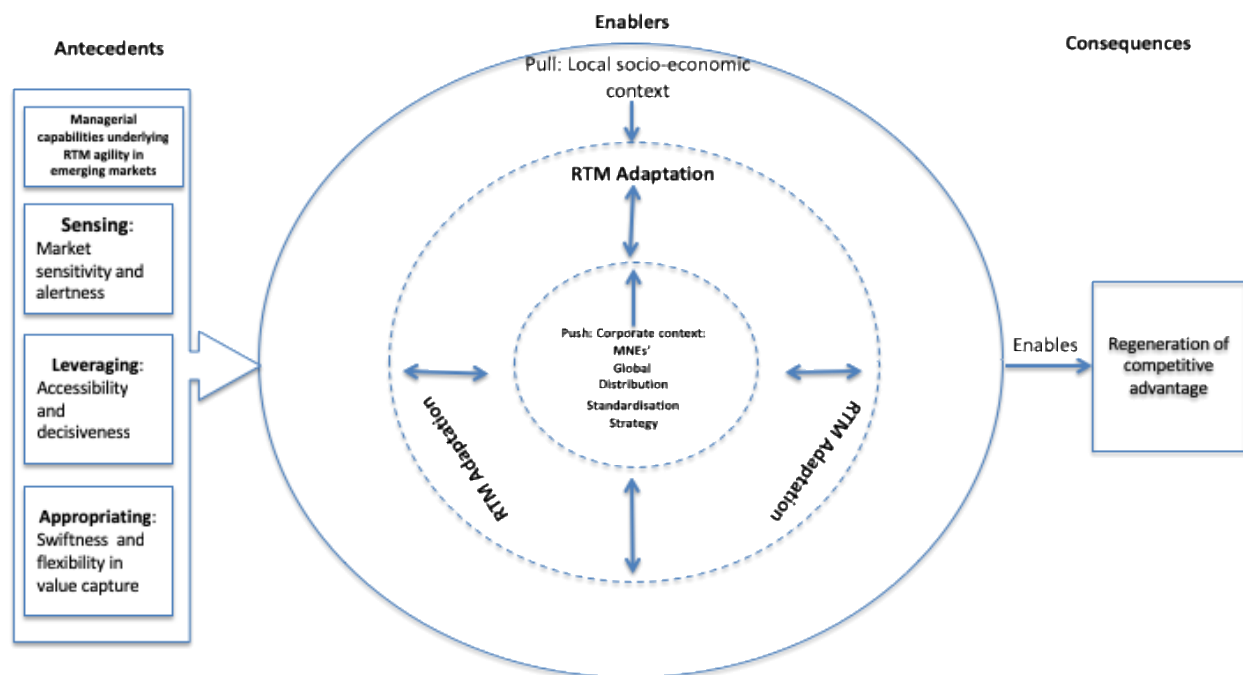 Enablers
Antecedents
Consequences
Pull: Local socio-economic
context
Managerial
capabilities underlying
RTM agility in
emerging markets
Sensing:
Market
sensitivity and
alertness
Leveraging:
Accessibility
and
decisiveness
Appropriating:
Swiftness and
flexibility in
value capture
RTM Adaptation
Push: Corporate context:
MNEs'
Global
Distribution
Standardisation
Strategy
RTM Adaptation
RTM Adaptation
Enables
Regeneration of
competitive
advantage